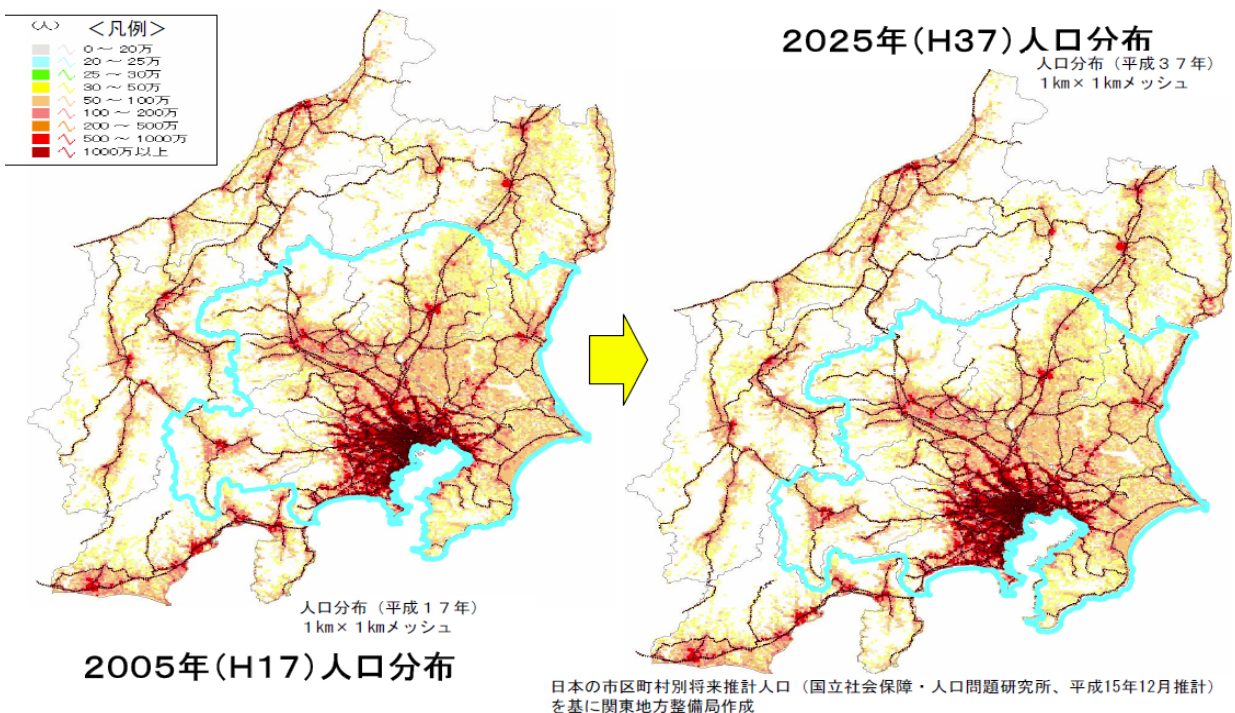 (人) <凡例>
0～20万
20～25万
25～30万
30～50万
50～100万
100～200万
200～500万
500～1000万
1000万以上
2025年(H37)人口分布
人口分布（平成３７年）
１km×１kmメッシュ
人口分布（平成１７年）
１km×１kmメッシュ
2005年(H17)人口分布
日本の市区町村別将来推計人口（国立社会保障・人口問題研究所、平成15年12月推計）
を基に関東地方整備局作成